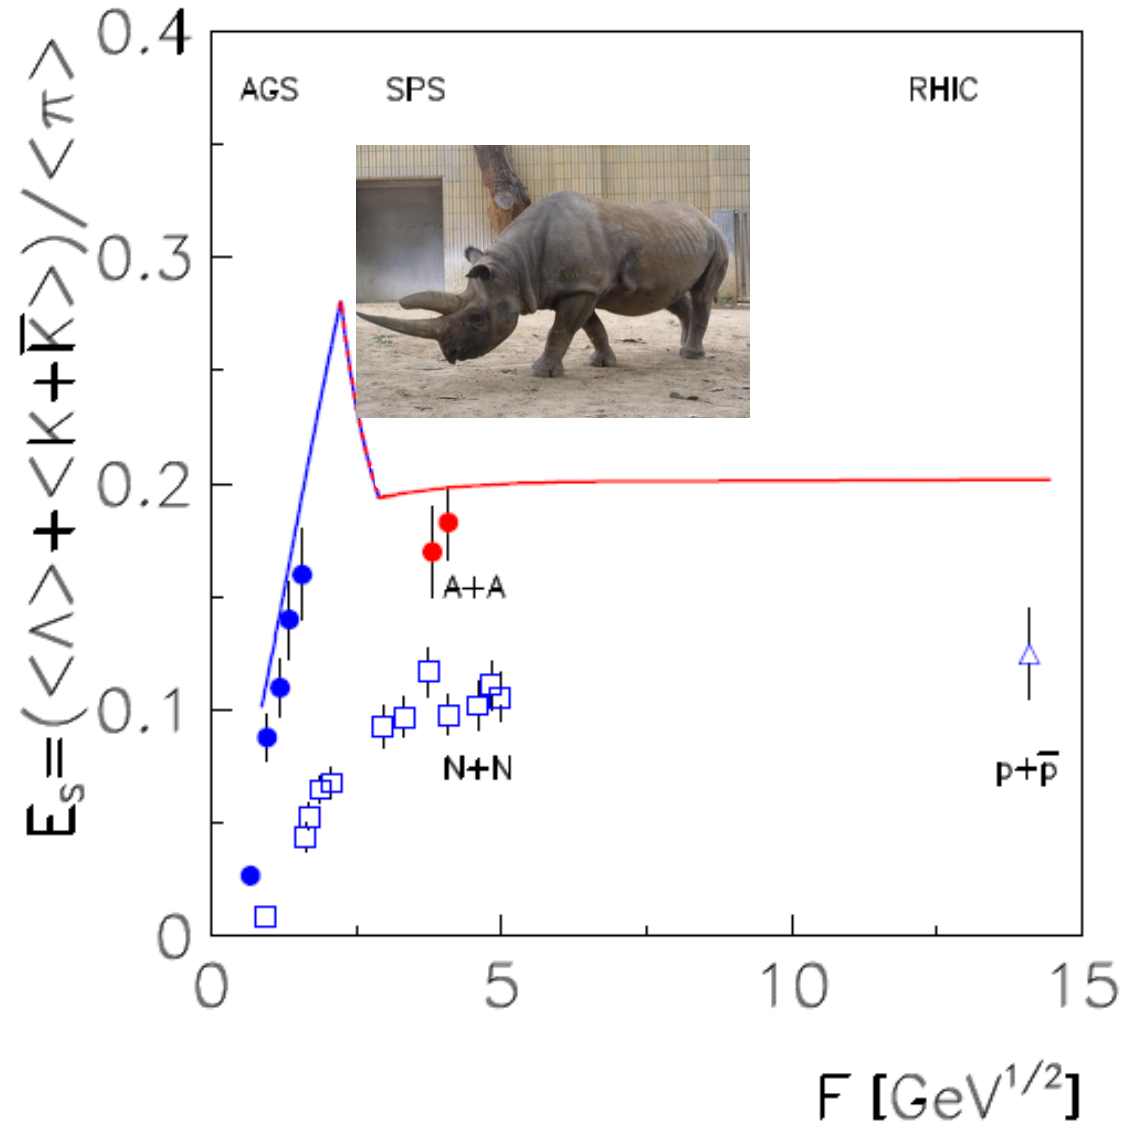 E_s=(<Λ>+<K+K̅>)/<π>
0.4
0.3
0.2
0.1
0
AGS SPS RHIC
A+A
N+N
p+p̅
0 5 10 15
F [GeV^1/2]